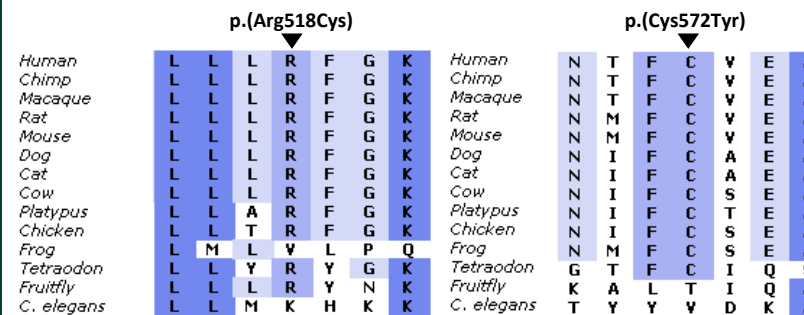 p.(Arg518Cys) p.(Cys572Tyr)
Human L L L R F G K Human N T F C V E
Chimp L L L R F G K Chimp N T F C V E
Macaque L L L R F G K Macaque N T F C V E
Rat L L L R F G K Rat N M F C V E
Mouse L L L R F G K Mouse N M F C V E
Dog L L L R F G K Dog N I F C A E
Cat L L L R F G K Cat N I F C A E
Cow L L L R F G K Cow N I F C S E
Platypus L L A R F G K Platypus N I F C T E
Chicken L L T R F G K Chicken N I F C S E
Frog L M L V L P Q Frog N M F C S E
Tetraodon L L Y R Y G K Tetraodon G T F C I Q
Fruitfly L L L R Y N K Fruitfly K A L T I Q
C. elegans L L M K H K K C. elegans T Y Y V D K